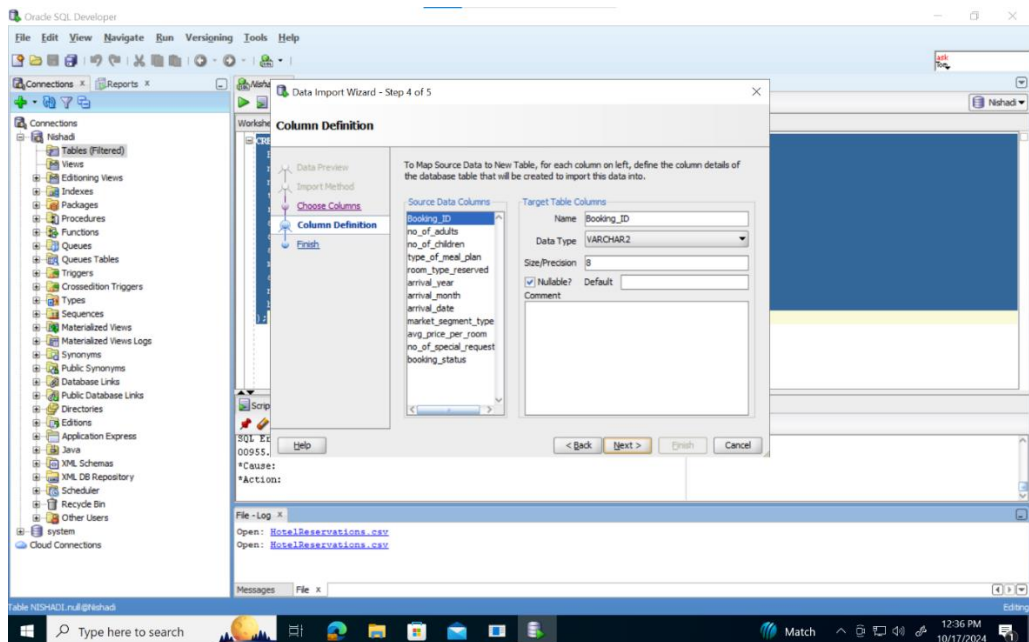 Oracle SQL Developer
File Edit View Navigate Run Versioning Tools Help
Connections x Reports x
Nishadi
Connections
Nishadi
Tables (Filtered)
Views
Editioning Views
Indexes
Packages
Procedures
Functions
Queues
Queues Tables
Triggers
Crossedition Triggers
Types
Sequences
Materialized Views
Materialized Views Logs
Synonyms
Public Synonyms
Database Links
Public Database Links
Directories
Editions
Application Express
Java
XML Schemas
XML DB Repository
Scheduler
Recycle Bin
Other Users
system
Cloud Connections
Data Import Wizard - Step 4 of 5
Column Definition
Data Preview
Import Method
Choose Columns
Column Definition
Finish
To Map Source Data to New Table, for each column on left, define the column details of
the database table that will be created to import this data into.
Source Data Columns
Booking_ID
no_of_adults
no_of_children
type_of_meal_plan
room_type_reserved
arrival_year
arrival_month
arrival_date
market_segment_type
avg_price_per_room
no_of_special_request
booking_status
Target Table Columns
Name Booking_ID
Data Type VARCHAR2
Size/Precision 8
Nullable? Default
Comment
Help < Back Next > Finish Cancel
);
00955.
*Cause:
*Action:
File - Log x
Open: HotelReservations.csv
Open: HotelReservations.csv
Messages File x
Table NISHADI.null@Nishadi Editing
Type here to search Match 12:36 PM
10/17/2024